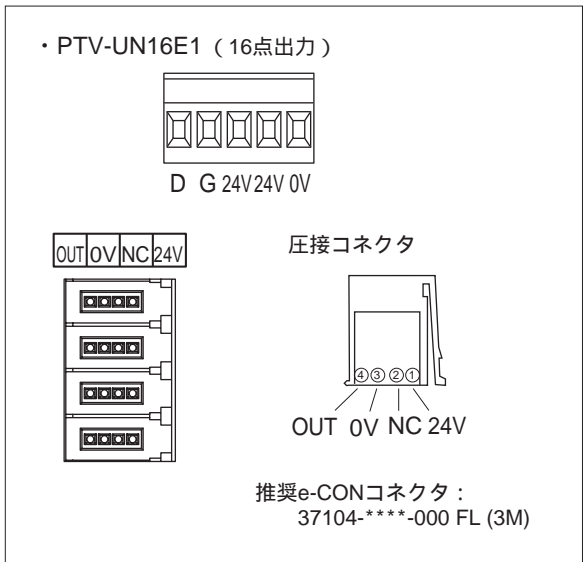 ・PTV-UN16E1（16点出力）
D G 24V 24V 0V
OUT 0V NC 24V
圧接コネクタ
④③②①
OUT 0V NC 24V
推奨e-CONコネクタ：
37104-****-000 FL (3M)